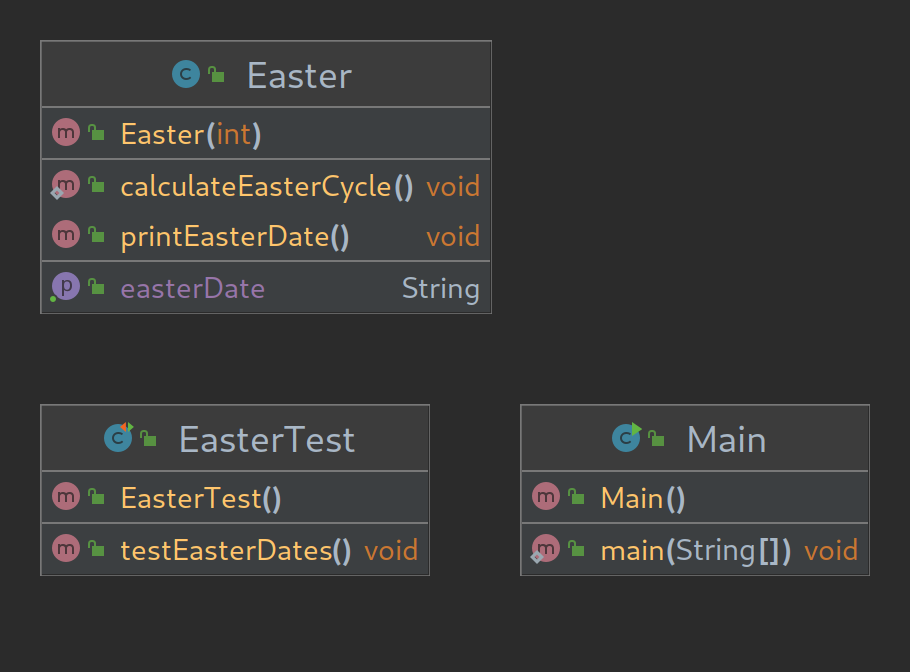 C Easter
m Easter(int)
m calculateEasterCycle() void
m printEasterDate() void
p easterDate String
C EasterTest
m EasterTest()
m testEasterDates() void
C Main
m Main()
m main(String[]) void